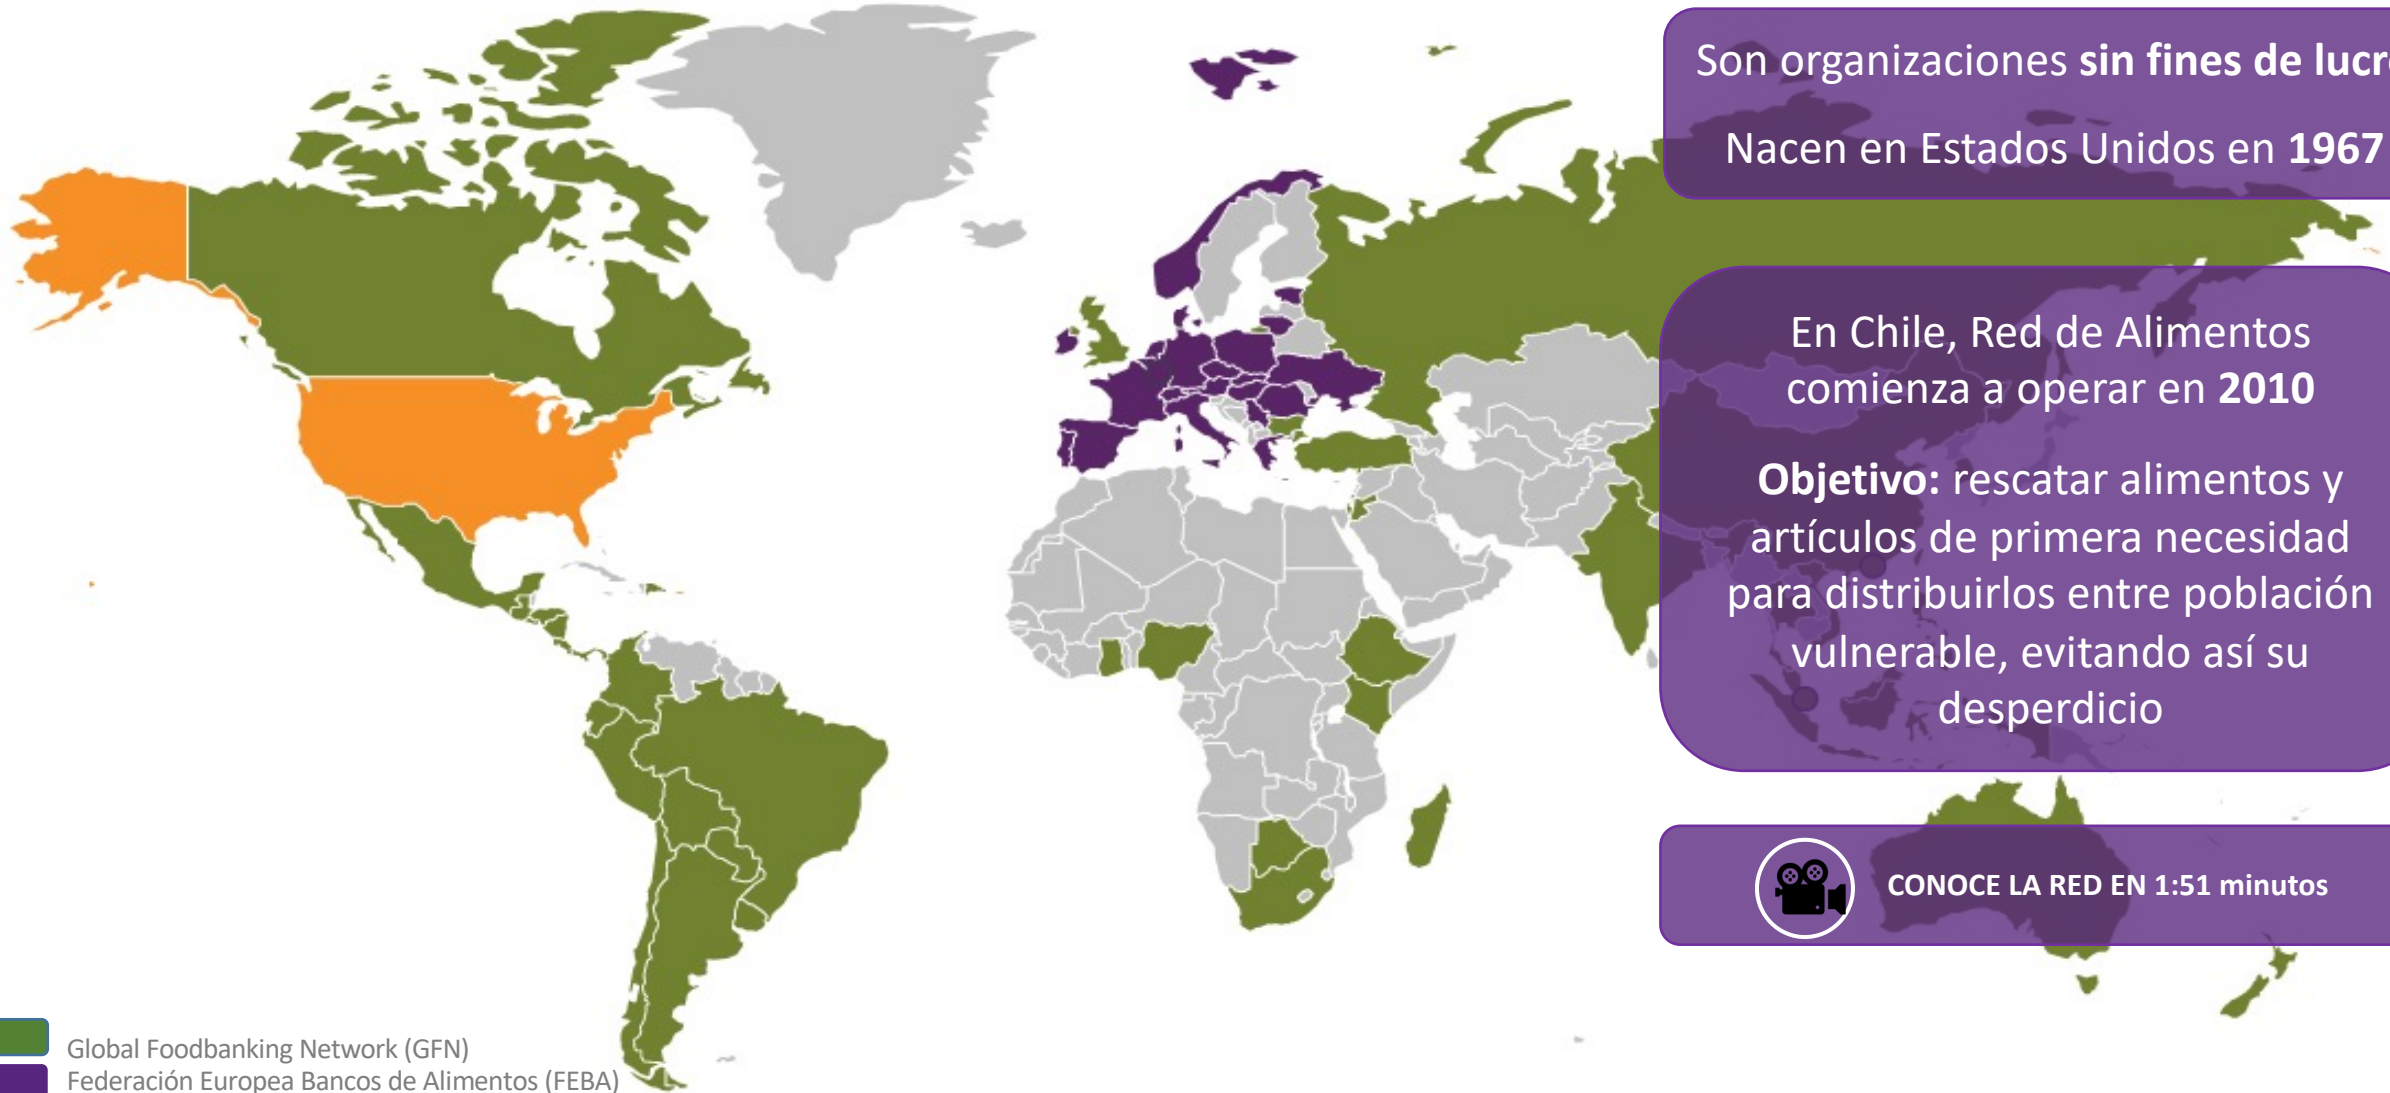 Son organizaciones sin fines de lucr
Nacen en Estados Unidos en 1967
En Chile, Red de Alimentos
comienza a operar en 2010
Objetivo: rescatar alimentos y
artículos de primera necesidad
para distribuirlos entre población
vulnerable, evitando así su
desperdicio
CONOCE LA RED EN 1:51 minutos
Global Foodbanking Network (GFN)
Federación Europea Bancos de Alimentos (FEBA)